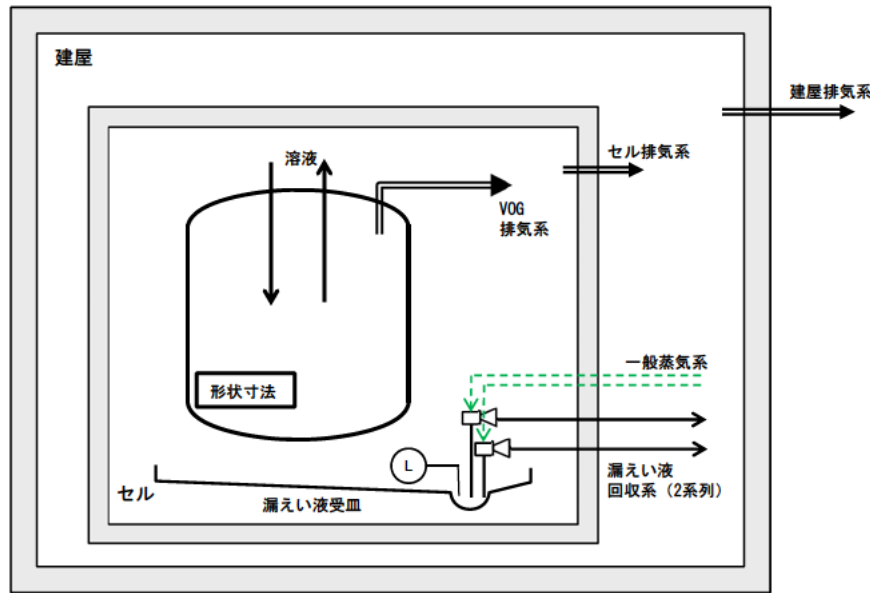 建屋
建屋排気系
セル排気系
溶液
VOG
排気系
一般蒸気系
形状寸法
L
漏えい液
回収系（2系列）
セル
漏えい液受皿